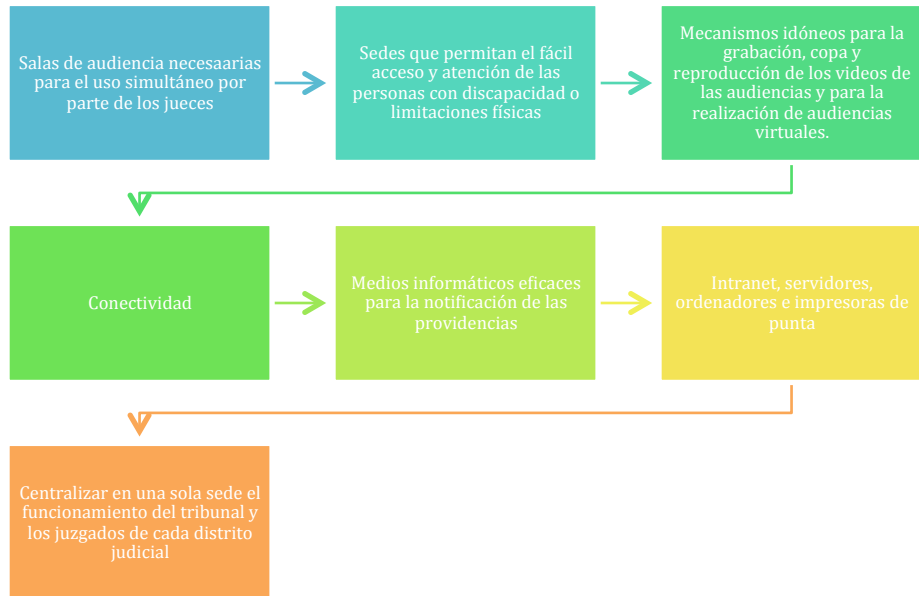 Salas de audiencia necesaarias
para el uso simultáneo por
parte de los jueces
Sedes que permitan el fácil
acceso y atención de las
personas con discapacidad o
limitaciones físicas
Mecanismos idóneos para la
grabación, copa y
reproducción de los videos de
las audiencias y para la
realización de audiencias
virtuales.
Conectividad
Medios informáticos eficaces
para la notificación de las
providencias
Intranet, servidores,
ordenadores e impresoras de
punta
Centralizar en una sola sede el
funcionamiento del tribunal y
los juzgados de cada distrito
judicial